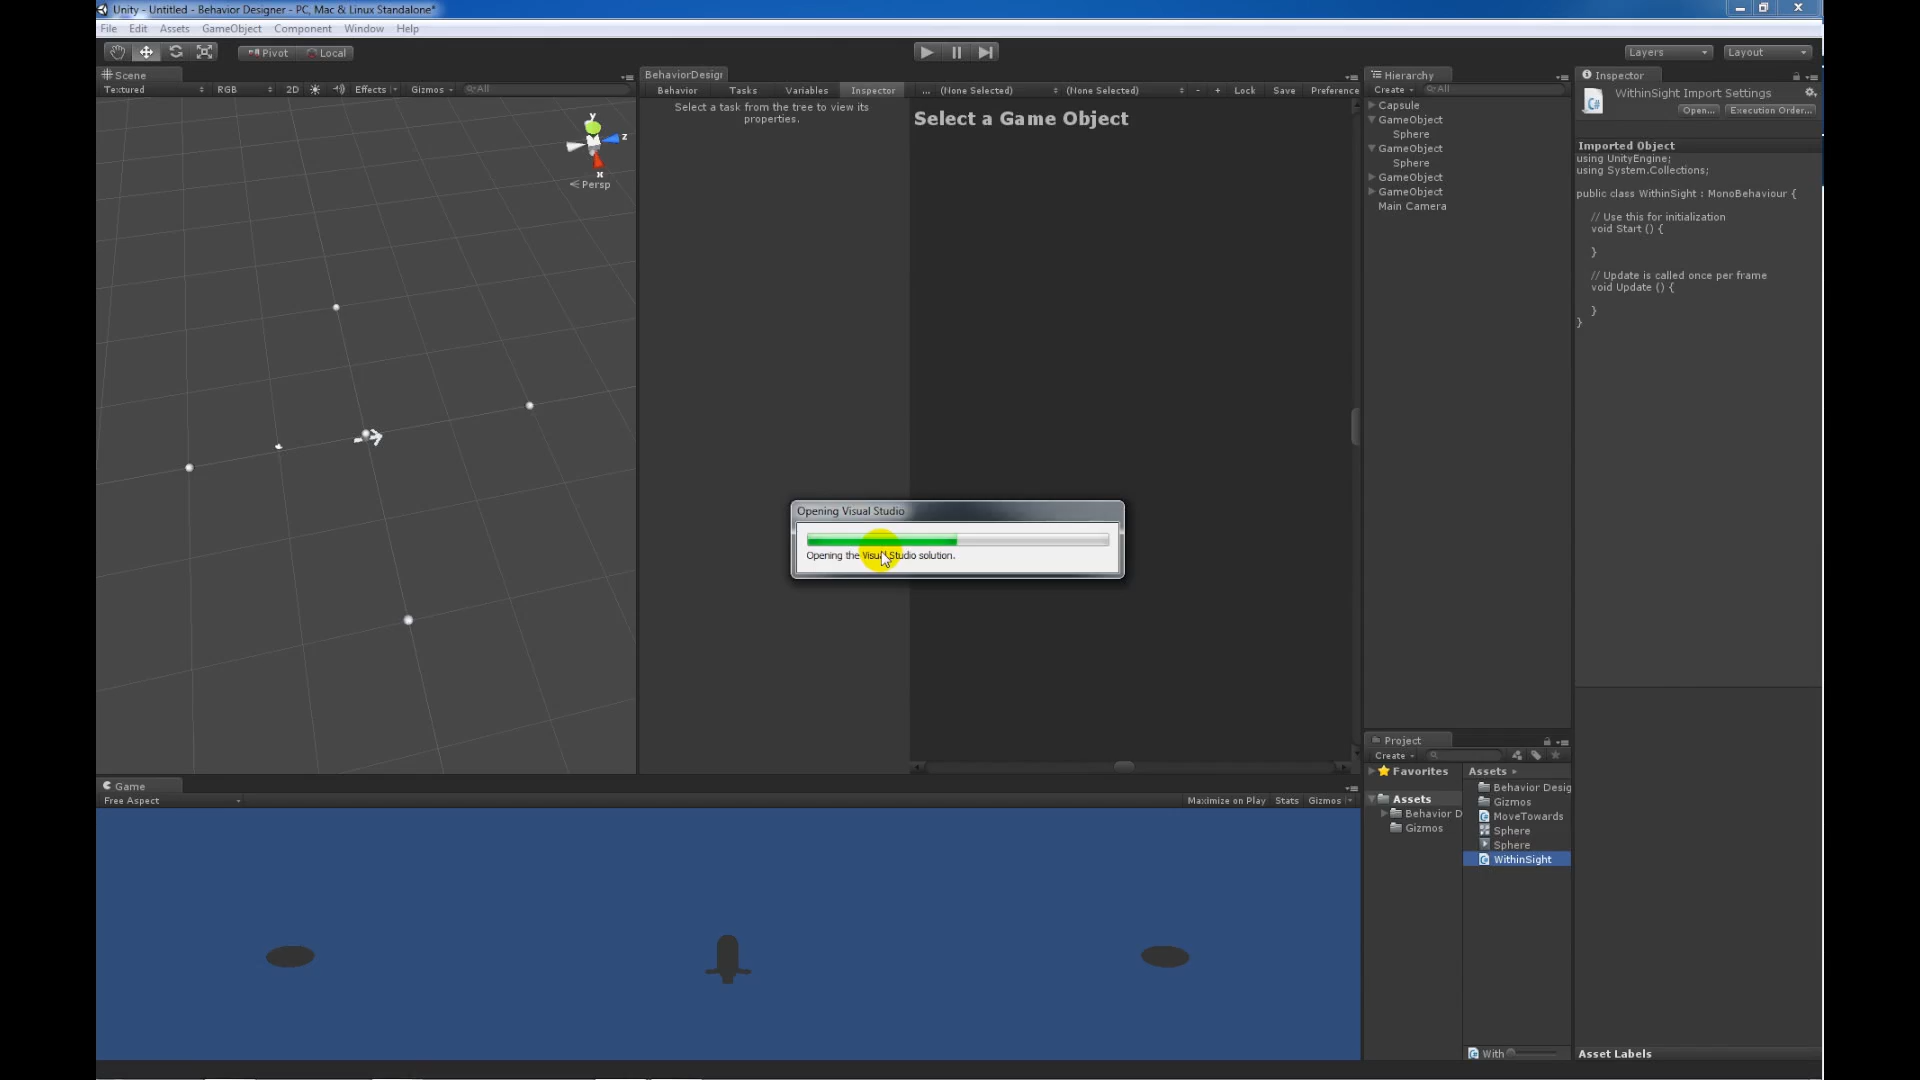 Unity - Untitled - Behavior Designer - PC, Mac & Linux Standalone*
File Edit Assets GameObject Component Window Help
Pivot Local
Layers Layout
Scene
Textured RGB 2D Effects Gizmos All
y
z
x
Persp
BehaviorDesigr
Behavior Tasks Variables Inspector ... (None Selected) (None Selected) - + Lock Save Preference
Select a task from the tree to view its
properties.
Select a Game Object
Opening Visual Studio
Opening the Visual Studio solution.
Hierarchy
Create All
Capsule
GameObject
Sphere
GameObject
Sphere
GameObject
GameObject
Main Camera
Inspector
WithinSight Import Settings
Open... Execution Order...
Imported Object
using UnityEngine;
using System.Collections;
public class WithinSight : MonoBehaviour {
// Use this for initialization
void Start () {
}
// Update is called once per frame
void Update () {
}
}
Project
Create
Favorites
Assets
Behavior D
Gizmos
Assets
Behavior Desig
Gizmos
MoveTowards
Sphere
Sphere
WithinSight
With
Asset Labels
Game
Free Aspect Maximize on Play Stats Gizmos